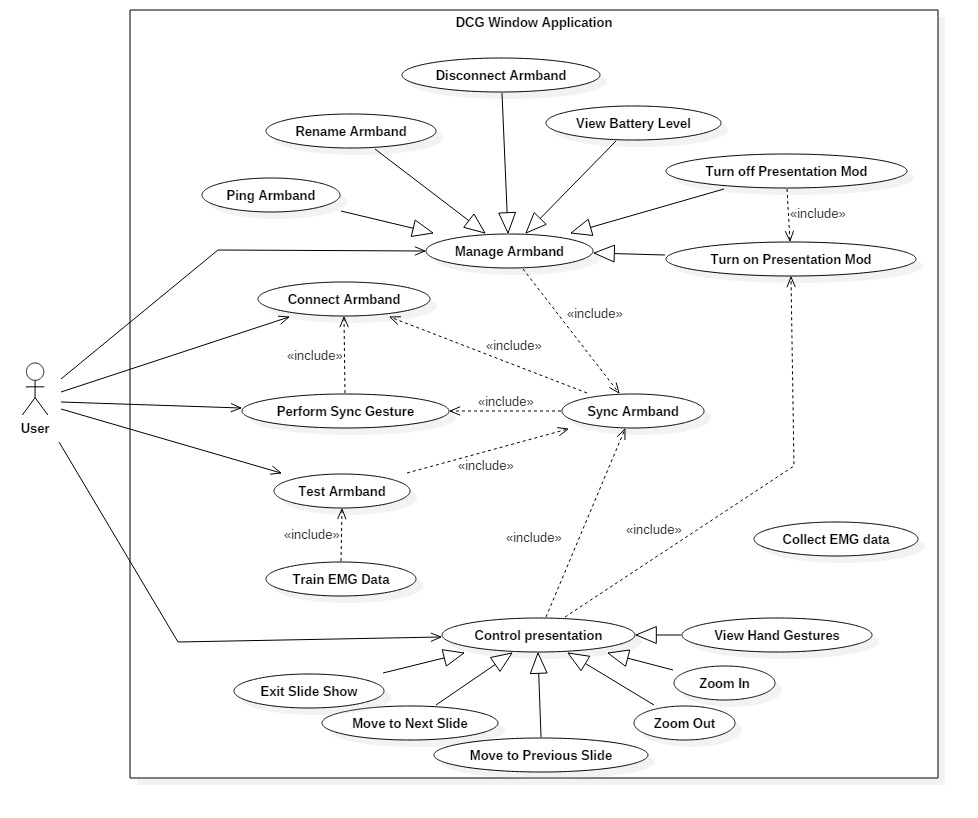 DCG Window Application
Disconnect Armband
View Battery Level
Rename Armband
Turn off Presentation Mod
Ping Armband
«include»
Manage Armband
Turn on Presentation Mod
Connect Armband
«include»
«include»
«include»
User
Perform Sync Gesture
«include»
Sync Armband
«include»
Test Armband
«include»
«include»
«include»
Collect EMG data
Train EMG Data
Control presentation
View Hand Gestures
Exit Slide Show
Zoom In
Move to Next Slide
Zoom Out
Move to Previous Slide